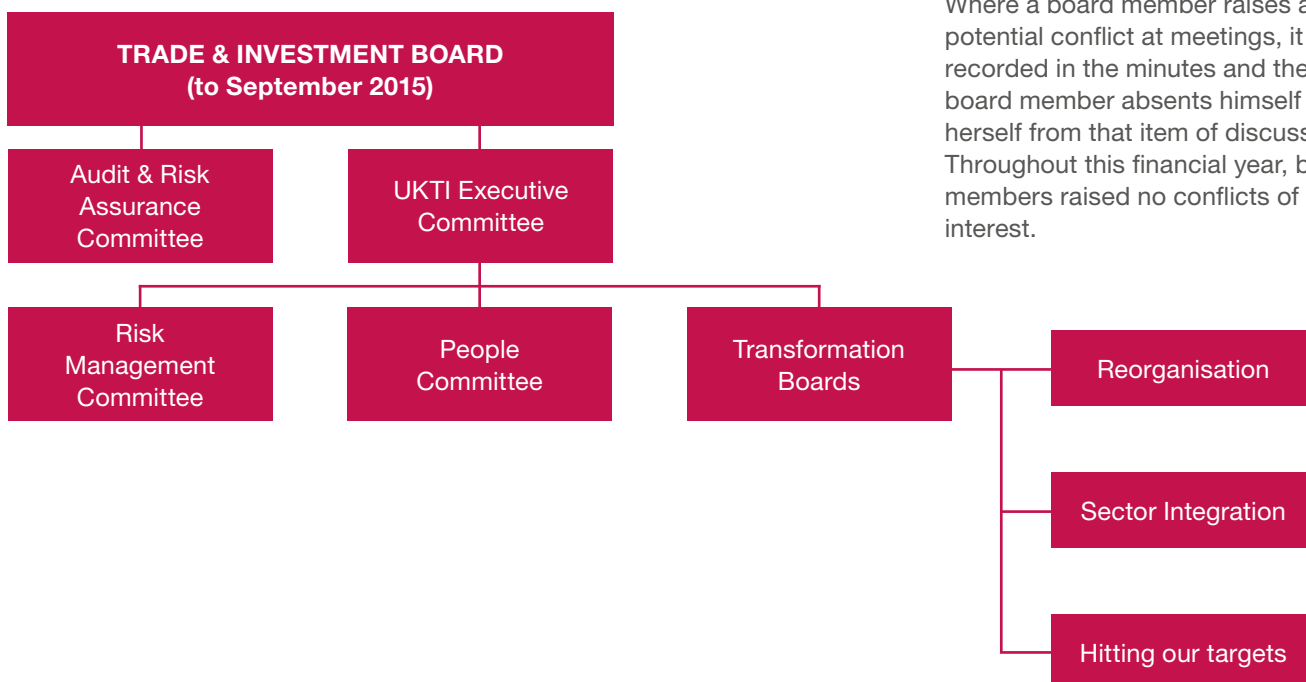 TRADE & INVESTMENT BOARD
(to September 2015)
Audit & Risk
Assurance
Committee
UKTI Executive
Committee
Risk
Management
Committee
People
Committee
Transformation
Boards
Reorganisation
Sector Integration
Hitting our targets
Where a board member raises a
potential conflict at meetings, it
recorded in the minutes and the
board member absents himself
herself from that item of
Throughout this financial year,
members raised no conflicts of
interest.